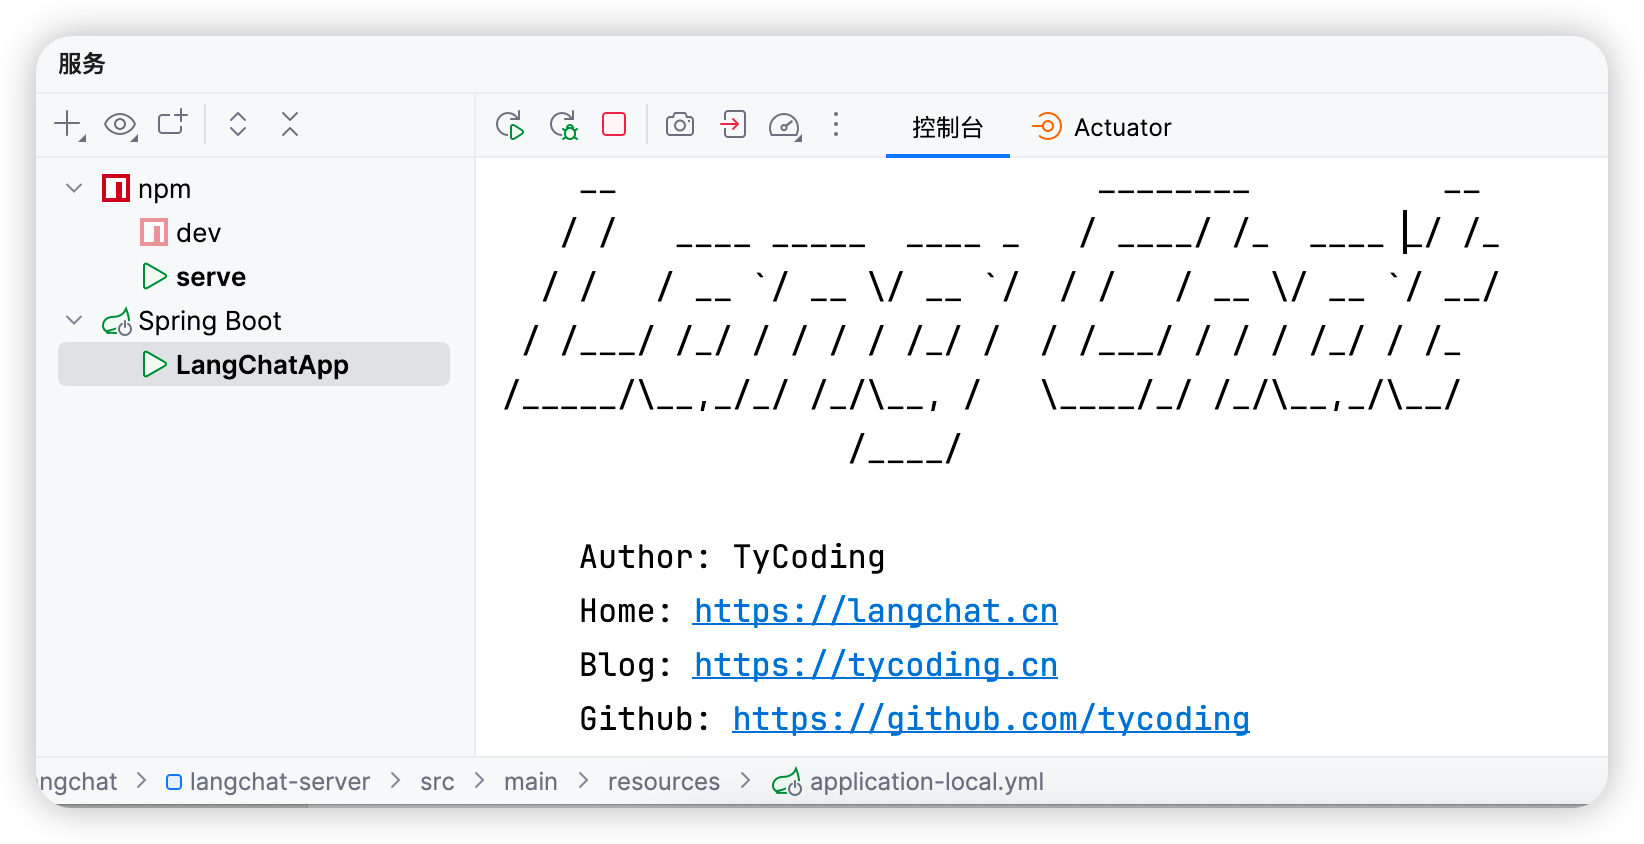 服务
控制台 Actuator
npm
dev
serve
Spring Boot
LangChatApp
       __                         ________          __
      / /   ____ _____  ____ _   / ____/ /_  ____ _/ /_
     / /   / __ `/ __ \/ __ `/  / /   / __ \/ __ `/ __/
    / /___/ /_/ / / / / /_/ /  / /___/ / / / /_/ / /_
   /_____/\__,_/_/ /_/\__, /   \____/_/ /_/\__,_/\__/
                     /____/
Author: TyCoding
Home: https://langchat.cn
Blog: https://tycoding.cn
Github: https://github.com/tycoding
ngchat > langchat-server > src > main > resources > application-local.yml